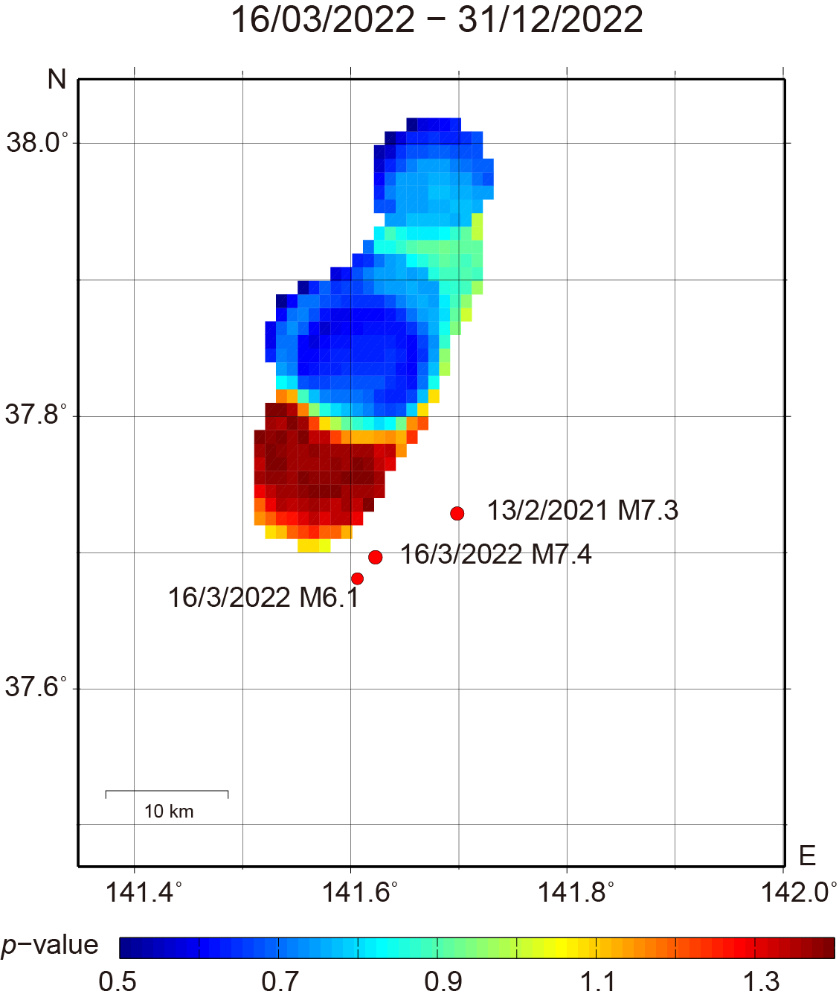 16/03/2022 − 31/12/2022
N
38.0°
37.8°
13/2/2021 M7.3
16/3/2022 M7.4
16/3/2022 M6.1
37.6°
10 km
E
141.4° 141.6° 141.8° 142.0°
p−value
0.5 0.7 0.9 1.1 1.3